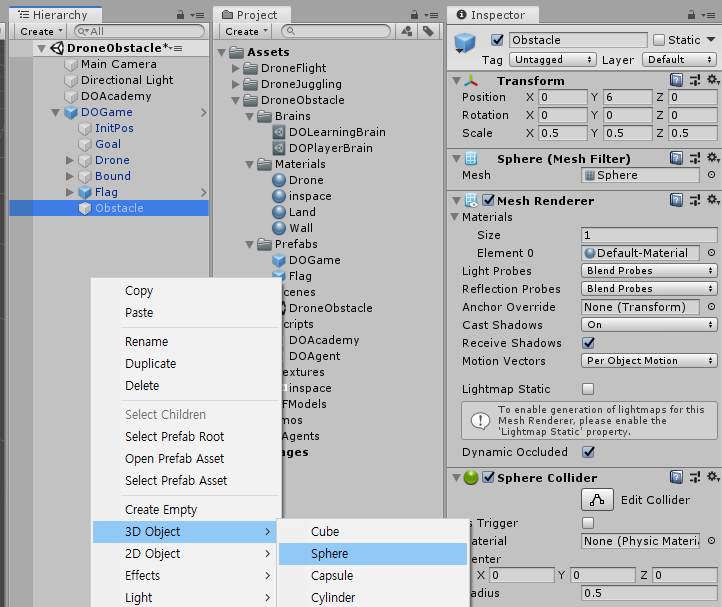 Hierarchy
Create
All
DroneObstacle*
Main Camera
Directional Light
DOAcademy
DOGame
InitPos
Goal
Drone
Bound
Flag
Obstacle
Copy
Paste
Rename
Duplicate
Delete
Select Children
Select Prefab Root
Open Prefab Asset
Select Prefab Asset
Create Empty
3D Object
2D Object
Effects
Light
Cube
Sphere
Capsule
Cylinder
Project
Create
Assets
DroneFlight
DroneJuggling
DroneObstacle
Brains
DOLearningBrain
DOPlayerBrain
Materials
Drone
inspace
Land
Wall
Prefabs
DOGame
Flag
cenes
DroneObstacle
cripts
DOAcademy
DOAgent
extures
inspace
FModels
mos
Agents
ages
Inspector
Obstacle Static
Tag Untagged Layer Default
Transform
Position X 0 Y 6 Z 0
Rotation X 0 Y 0 Z 0
Scale X 0.5 Y 0.5 Z 0.5
Sphere (Mesh Filter)
Mesh Sphere
Mesh Renderer
Materials
Size 1
Element 0 Default-Material
Light Probes Blend Probes
Reflection Probes Blend Probes
Anchor Override None (Transform)
Cast Shadows On
Receive Shadows
Motion Vectors Per Object Motion
Lightmap Static
To enable generation of lightmaps for this
Mesh Renderer, please enable the
'Lightmap Static' property.
Dynamic Occluded
Sphere Collider
Edit Collider
s Trigger
aterial None (Physic Materi
enter
X 0 Y 0 Z 0
adius 0.5